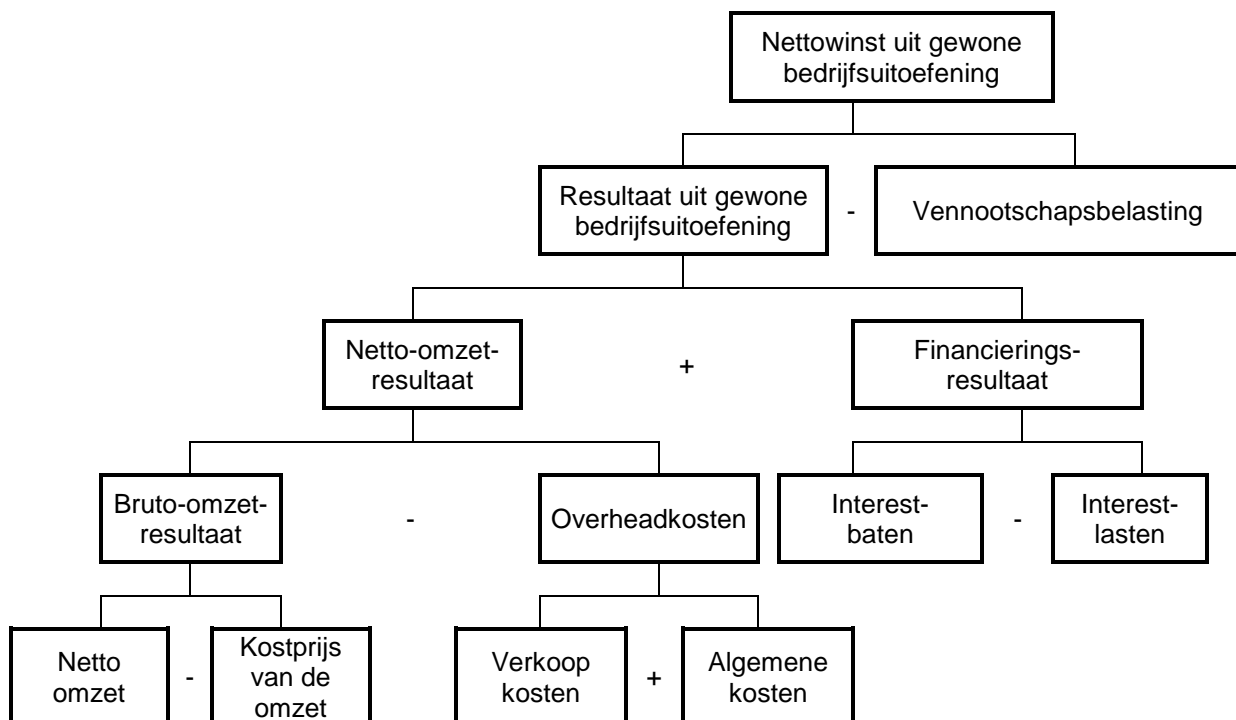 Nettowinst uit gewone
bedrijfsuitoefening
Resultaat uit gewone
bedrijfsuitoefening
-
Vennootschapsbelasting
Netto-omzet-
resultaat
+
Financierings-
resultaat
Bruto-omzet-
resultaat
-
Overheadkosten
Interest-
baten
-
Interest-
lasten
Netto
omzet
-
Kostprijs
van de
omzet
Verkoop
kosten
+
Algemene
kosten